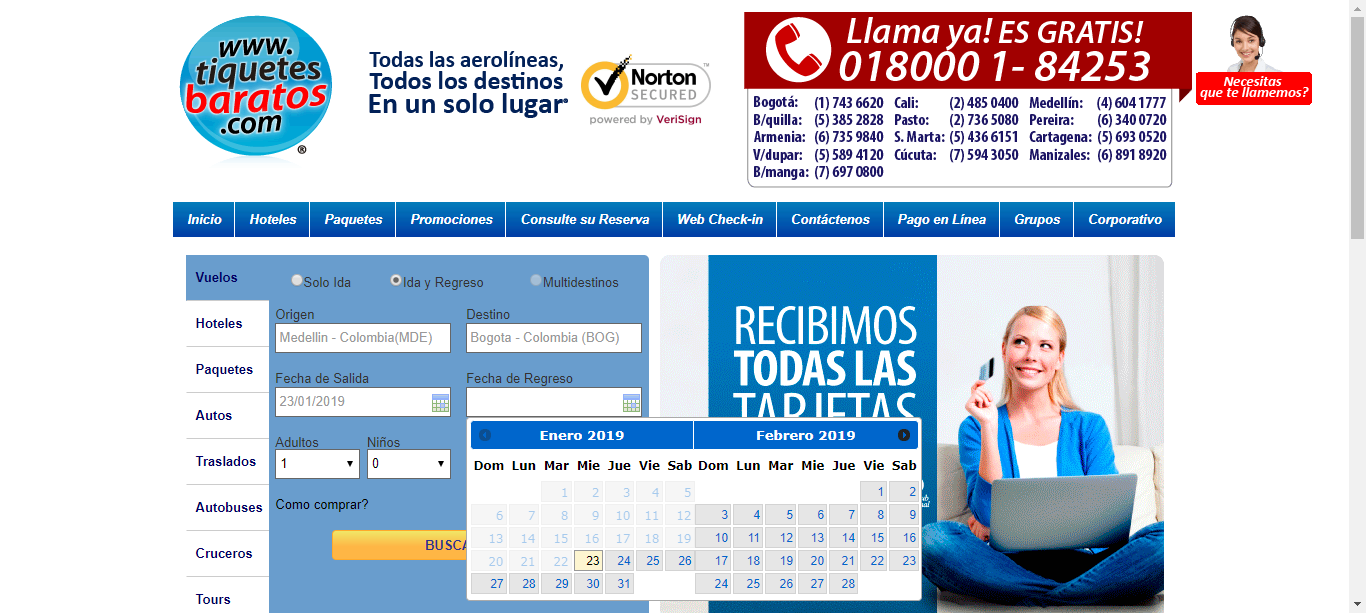 www.
tiquetes
baratos
.com
®
Todas las aerolíneas,
Todos los destinos
En un solo lugar
Norton
SECURED
powered by VeriSign
Llama ya! ES GRATIS!
018000 1- 84253
Bogotá: (1) 743 6620 Cali: (2) 485 0400 Medellín: (4) 604 1777
B/quilla: (5) 385 2828 Pasto: (2) 736 5080 Pereira: (6) 340 0720
Armenia: (6) 735 9840 S. Marta: (5) 436 6151 Cartagena: (5) 693 0520
V/dupar: (5) 589 4120 Cúcuta: (7) 594 3050 Manizales: (6) 891 8920
B/manga: (7) 697 0800
Necesitas
que te llamemos?
Inicio Hoteles Paquetes Promociones Consulte su Reserva Web Check-in Contáctenos Pago en Línea Grupos Corporativo
Vuelos
Hoteles
Paquetes
Autos
Traslados
Autobuses
Cruceros
Tours
Solo Ida Ida y Regreso Multidestinos
Origen Destino
Medellin - Colombia(MDE) Bogota - Colombia (BOG)
Fecha de Salida Fecha de Regreso
23/01/2019
Adultos Niños
1 0
Como comprar?
BUSCA
Enero 2019 Febrero 2019
Dom Lun Mar Mie Jue Vie Sab Dom Lun Mar Mie Jue Vie Sab
1 2 3 4 5 1 2
6 7 8 9 10 11 12 3 4 5 6 7 8 9
13 14 15 16 17 18 19 10 11 12 13 14 15 16
20 21 22 23 24 25 26 17 18 19 20 21 22 23
27 28 29 30 31 24 25 26 27 28
RECIBIMOS
TODAS LAS
TARJETAS